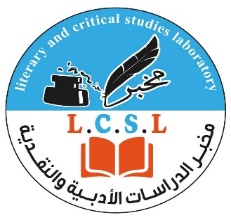 literary and critical studies laboratory
مخبر
L.C.S.L
مخبر الدراسات الأدبية والنقدية